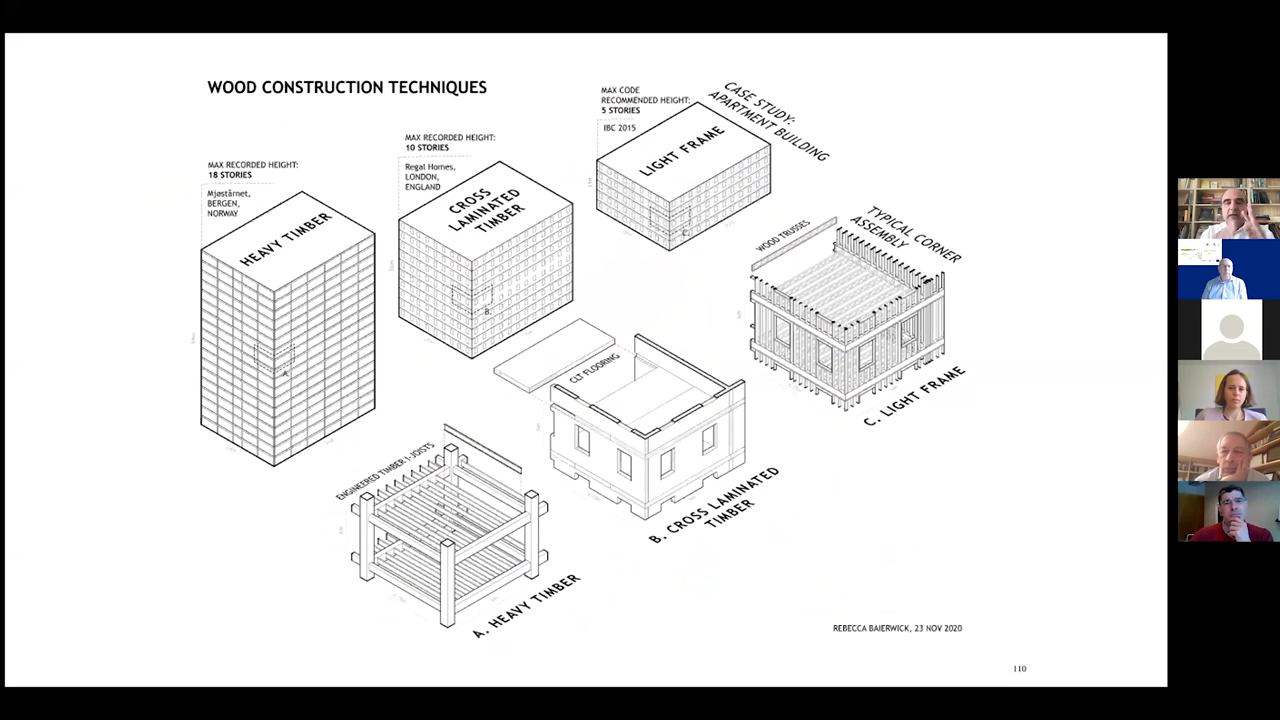 WOOD CONSTRUCTION TECHNIQUES
MAX RECORDED HEIGHT:
18 STORIES
Mjøstårnet,
BERGEN,
NORWAY
HEAVY TIMBER
MAX RECORDED HEIGHT:
10 STORIES
Regal Homes,
LONDON,
ENGLAND
CROSS
LAMINATED
TIMBER
MAX CODE
RECOMMENDED HEIGHT:
5 STORIES
IBC 2015
LIGHT FRAME
CASE STUDY:
APARTMENT BUILDING
A.
B.
TYPICAL CORNER
ASSEMBLY
WOOD TRUSSES
C. LIGHT FRAME
CLT FLOORING
B. CROSS LAMINATED
TIMBER
ENGINEERED TIMBER I-JOISTS
A. HEAVY TIMBER
REBECCA BAIERWICK, 23 NOV 2020
110